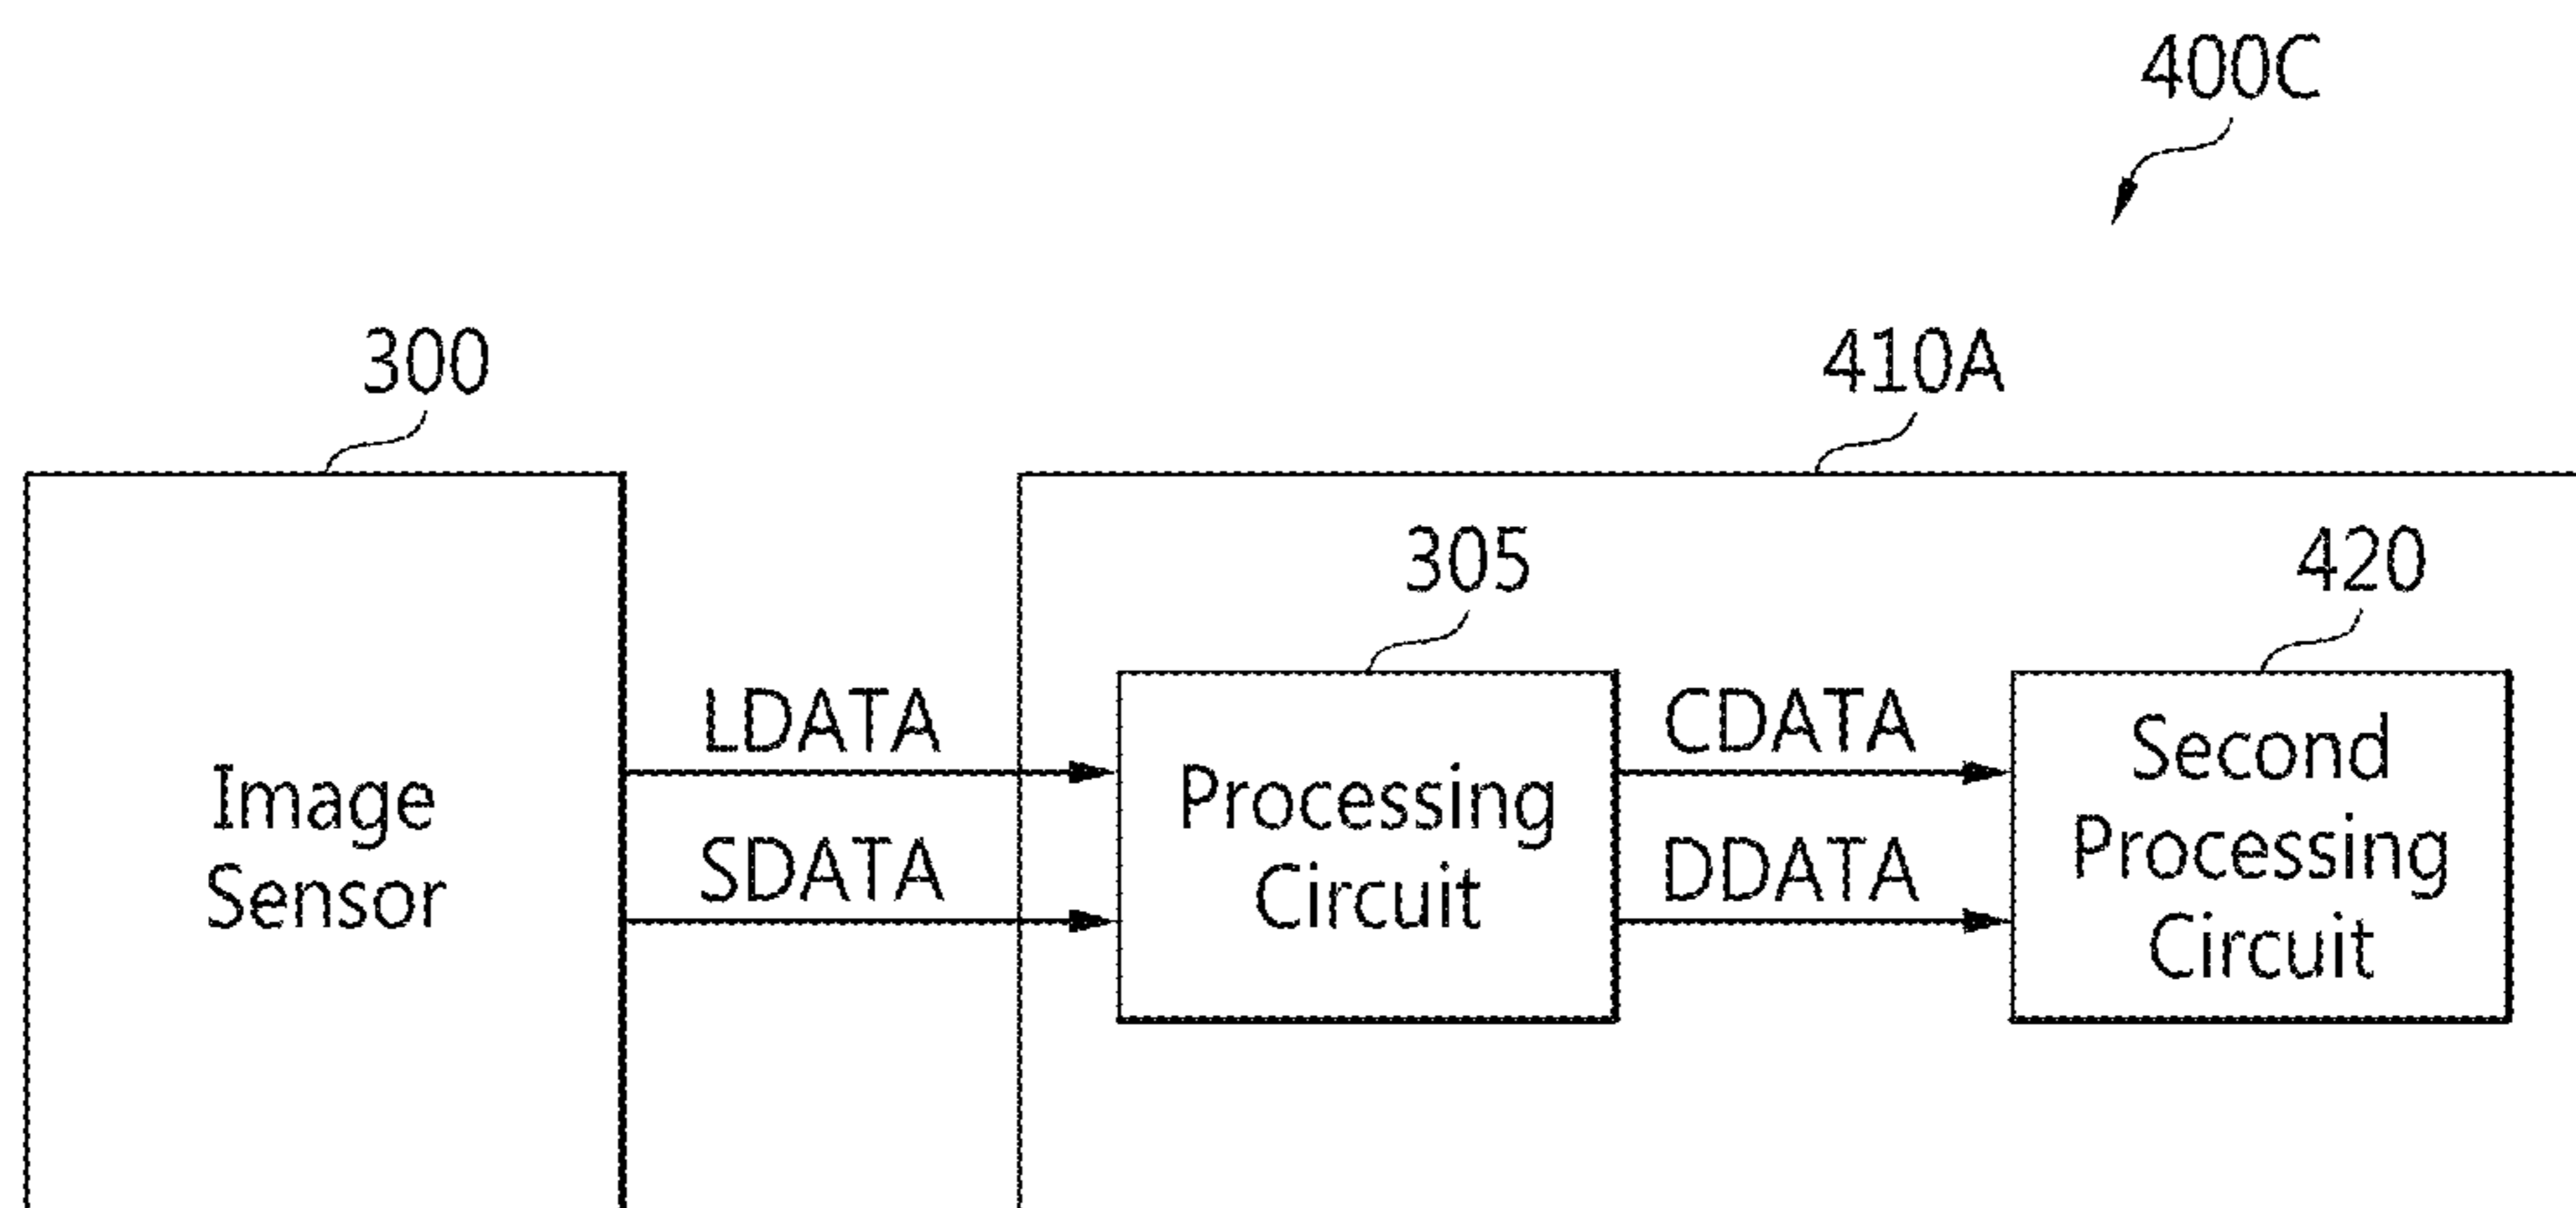 400C
300
410A
305
420
LDATA
SDATA
CDATA
DDATA
Image
Sensor
Processing
Circuit
Second
Processing
Circuit